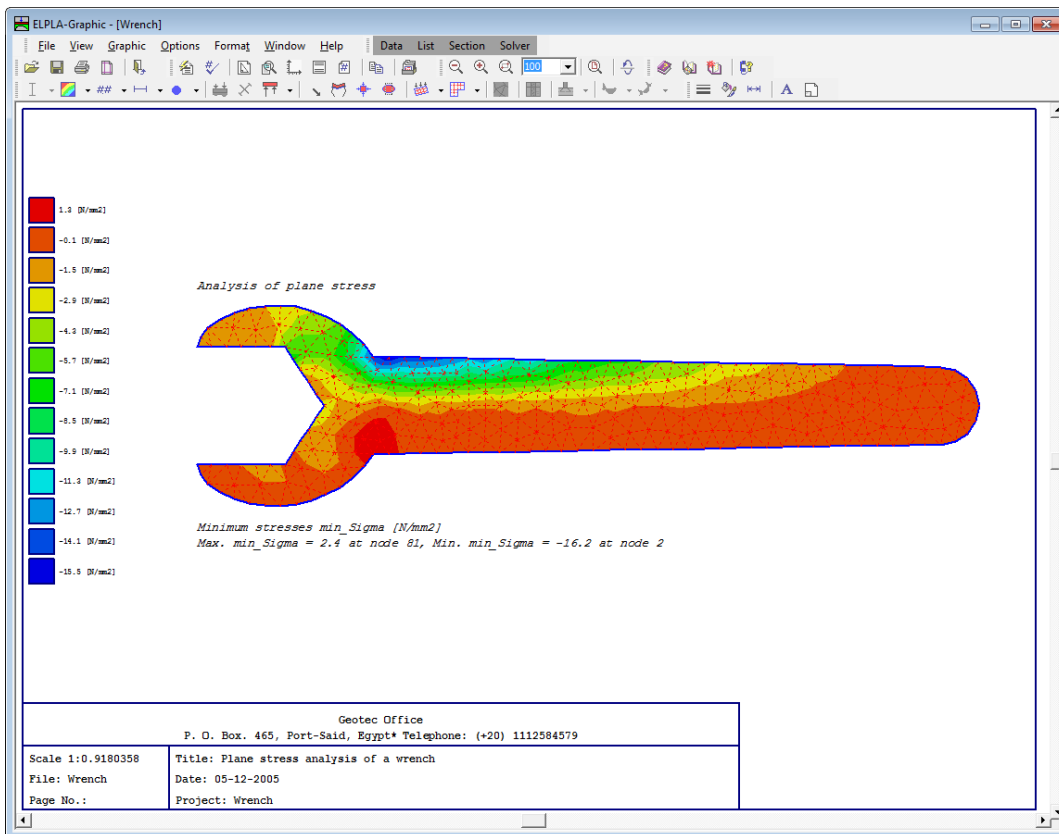 ELPLA-Graphic - [Wrench]
File View Graphic Options Format Window Help Data List Section Solver
100
1.3 [N/mm2]
-0.1 [N/mm2]
-1.5 [N/mm2]
-2.9 [N/mm2]
-4.3 [N/mm2]
-5.7 [N/mm2]
-7.1 [N/mm2]
-8.5 [N/mm2]
-9.9 [N/mm2]
-11.3 [N/mm2]
-12.7 [N/mm2]
-14.1 [N/mm2]
-15.5 [N/mm2]
Analysis of plane stress
Minimum stresses min_Sigma [N/mm2]
Max. min_Sigma = 2.4 at node 81, Min. min_Sigma = -16.2 at node 2
Geotec Office
P. O. Box. 465, Port-Said, Egypt* Telephone: (+20) 1112584579
Scale 1:0.9180358
File: Wrench
Page No.:
Title: Plane stress analysis of a wrench
Date: 05-12-2005
Project: Wrench